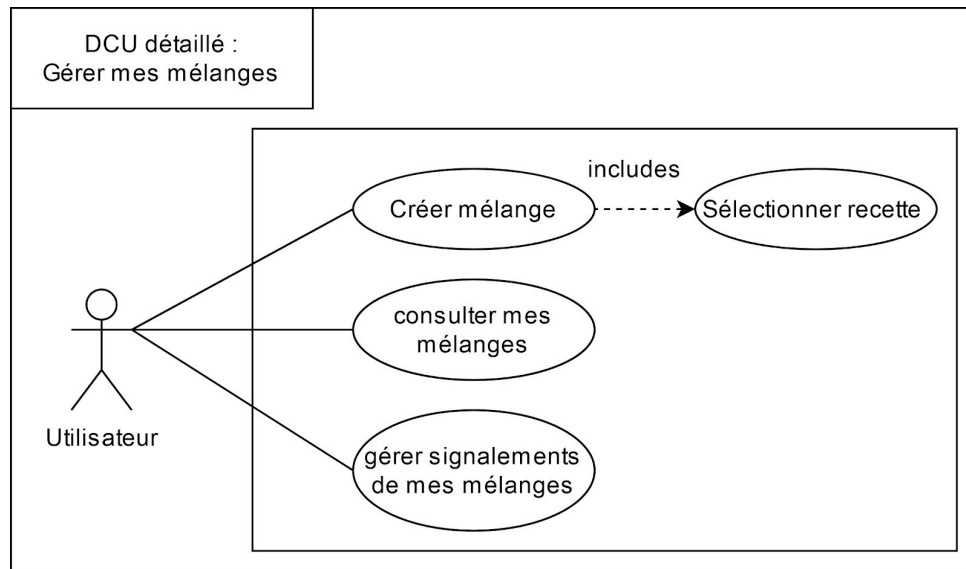 DCU détaillé :
Gérer mes mélanges
includes
Créer mélange
Sélectionner recette
consulter mes
mélanges
gérer signalements
de mes mélanges
Utilisateur